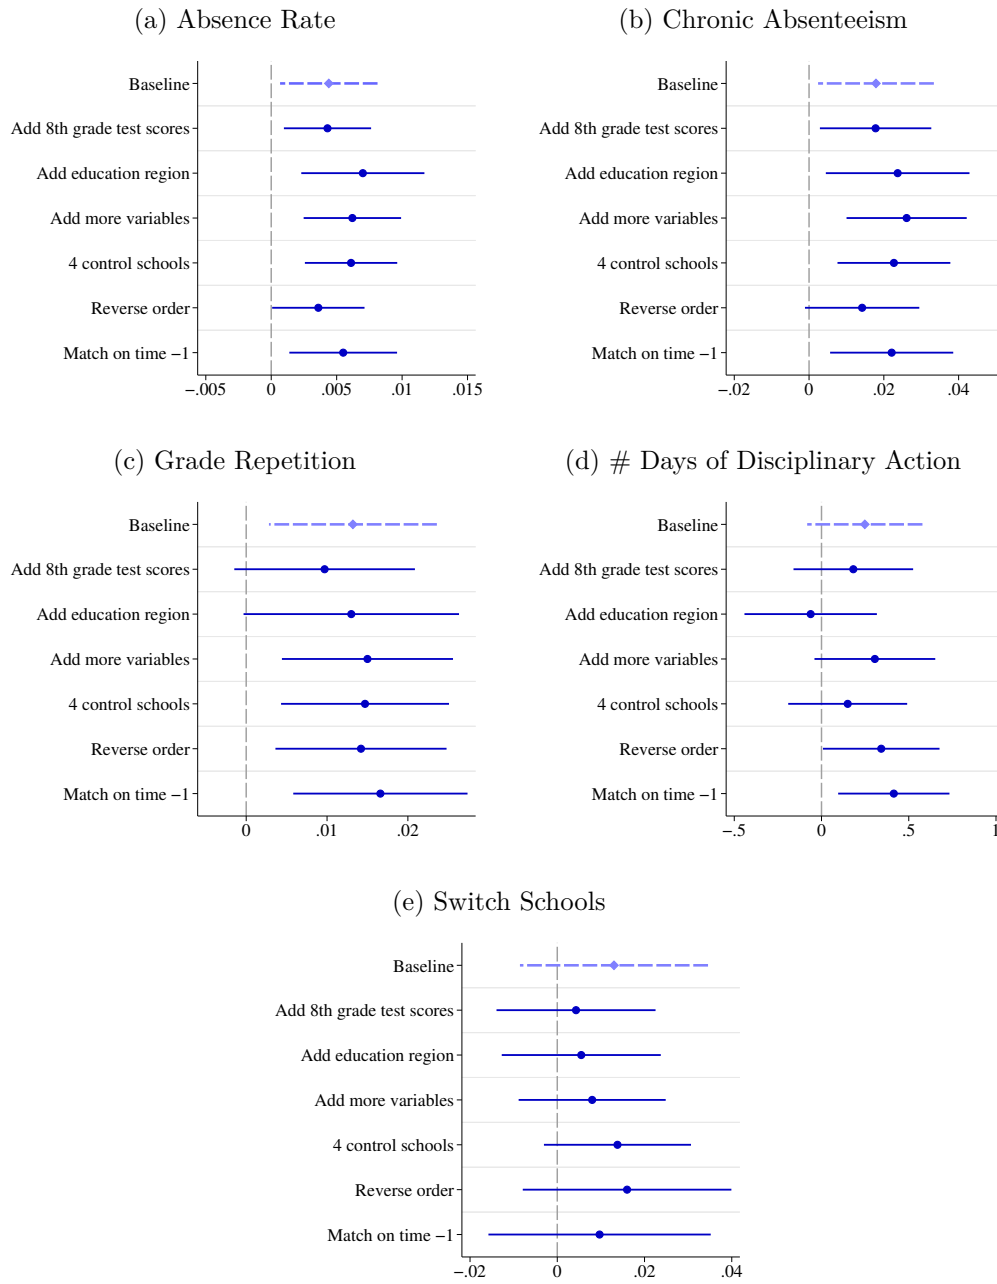 (a) Absence Rate
Baseline
Add 8th grade test scores
Add education region
Add more variables
4 control schools
Reverse order
Match on time −1
−.005 0 .005 .01 .015
(b) Chronic Absenteeism
Baseline
Add 8th grade test scores
Add education region
Add more variables
4 control schools
Reverse order
Match on time −1
−.02 0 .02 .04
(c) Grade Repetition
Baseline
Add 8th grade test scores
Add education region
Add more variables
4 control schools
Reverse order
Match on time −1
0 .01 .02
(d) # Days of Disciplinary Action
Baseline
Add 8th grade test scores
Add education region
Add more variables
4 control schools
Reverse order
Match on time −1
−.5 0 .5 1
(e) Switch Schools
Baseline
Add 8th grade test scores
Add education region
Add more variables
4 control schools
Reverse order
Match on time −1
−.02 0 .02 .04